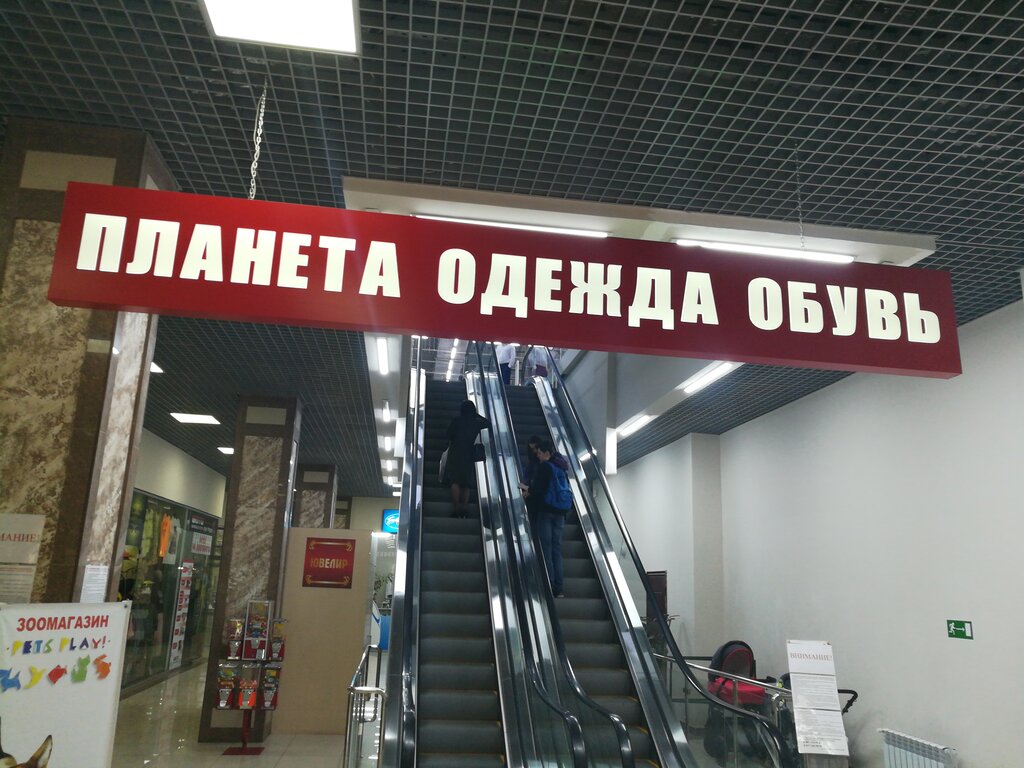 ПЛАНЕТА ОДЕЖДА ОБУВЬ
ЮВЕЛИР
ЗООМАГАЗИН
PETS PLAY!
ВНИМАНИЕ!